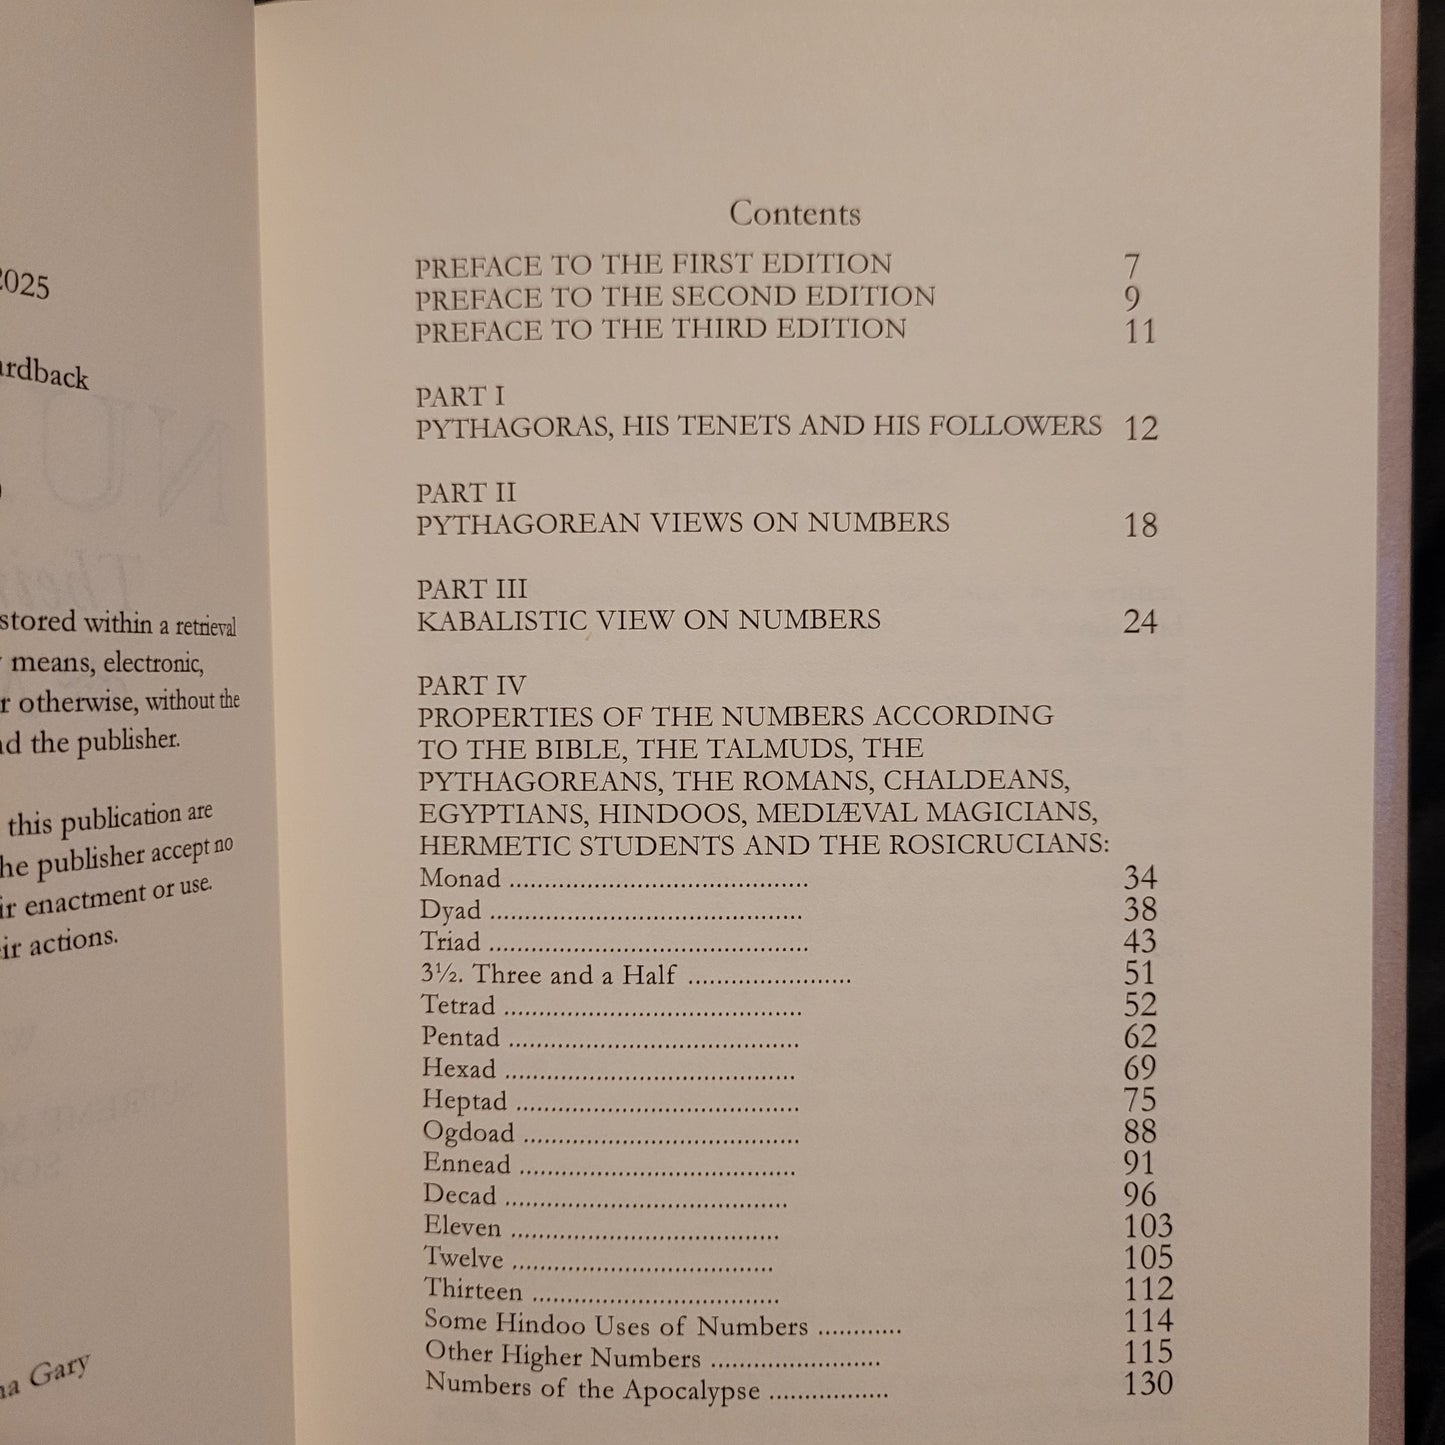 2025
stored within a retrieval
means, electronic,
otherwise, without the
the publisher.
this publication are
the publisher accept no
enactment or use.
actions.
Gary
Contents
PREFACE TO THE FIRST EDITION 7
PREFACE TO THE SECOND EDITION 9
PREFACE TO THE THIRD EDITION 11
PART I
PYTHAGORAS, HIS TENETS AND HIS FOLLOWERS 12
PART II
PYTHAGOREAN VIEWS ON NUMBERS 18
PART III
KABALISTIC VIEW ON NUMBERS 24
PART IV
PROPERTIES OF THE NUMBERS ACCORDING
TO THE BIBLE, THE TALMUDS, THE
PYTHAGOREANS, THE ROMANS, CHALDEANS,
EGYPTIANS, HINDOOS, MEDIÆVAL MAGICIANS,
HERMETIC STUDENTS AND THE ROSICRUCIANS:
Monad .......................................... 34
Dyad ............................................ 38
Triad ............................................. 43
3½. Three and a Half ....................... 51
Tetrad .......................................... 52
Pentad ......................................... 62
Hexad ......................................... 69
Heptad ........................................ 75
Ogdoad ....................................... 88
Ennead ....................................... 91
Decad ........................................ 96
Eleven ...................................... 103
Twelve ..................................... 105
Thirteen ................................... 112
Some Hindoo Uses of Numbers ............ 114
Other Higher Numbers ........................ 115
Numbers of the Apocalypse ................. 130